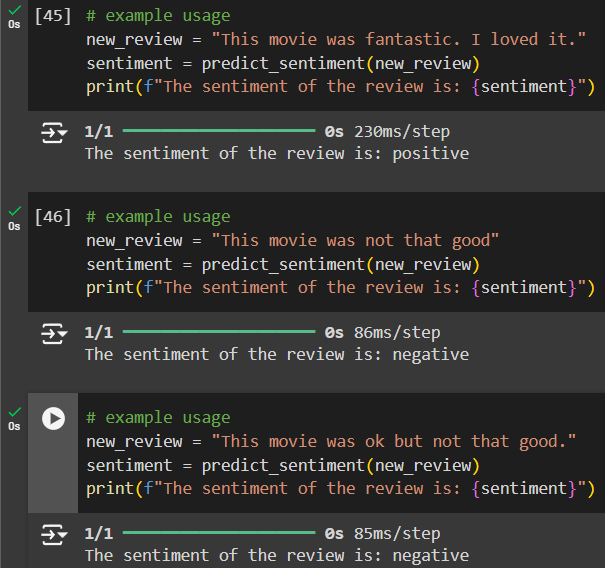 [45] # example usage
0s
new_review = "This movie was fantastic. I loved it."
sentiment = predict_sentiment(new_review)
print(f"The sentiment of the review is: {sentiment}")
1/1 0s 230ms/step
The sentiment of the review is: positive
[46] # example usage
0s
new_review = "This movie was not that good"
sentiment = predict_sentiment(new_review)
print(f"The sentiment of the review is: {sentiment}")
1/1 0s 86ms/step
The sentiment of the review is: negative
# example usage
0s
new_review = "This movie was ok but not that good."
sentiment = predict_sentiment(new_review)
print(f"The sentiment of the review is: {sentiment}")
1/1 0s 85ms/step
The sentiment of the review is: negative